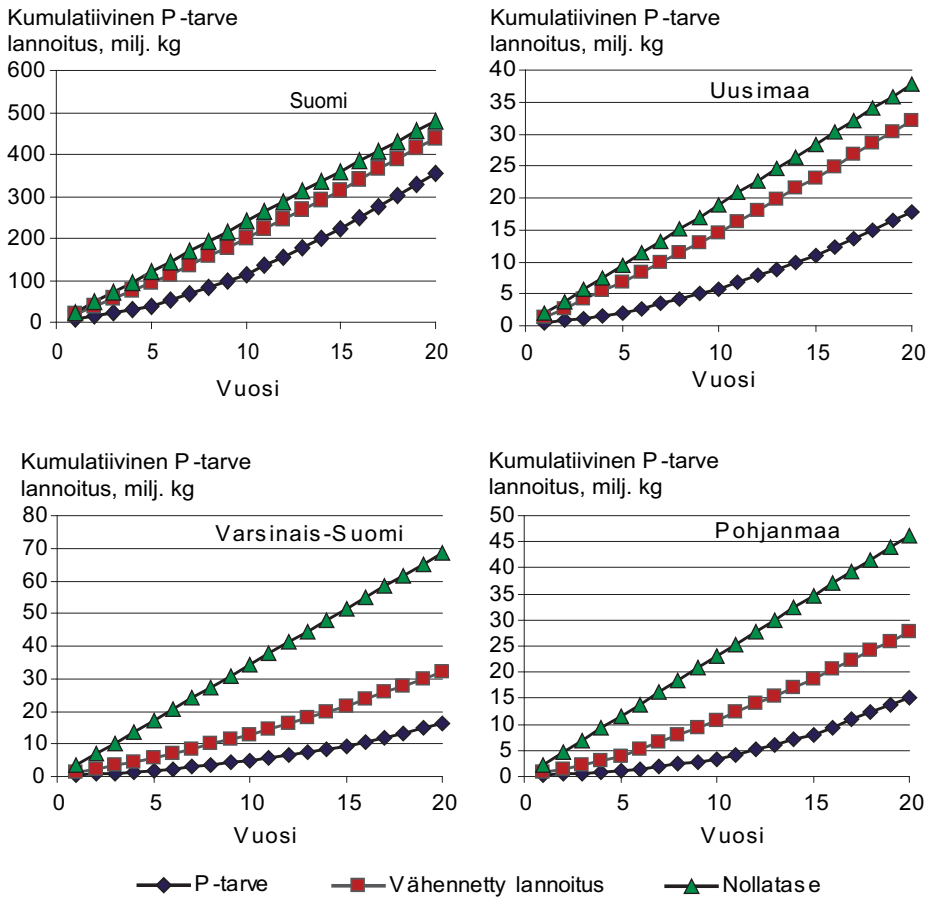 Kumulatiivinen P-tarve
lannoitus, milj. kg
600
500
400
300
200
100
0
Suomi
0 5 10 15 20
Vuosi
Kumulatiivinen P-tarve
lannoitus, milj. kg
40
35
30
25
20
15
10
5
0
Uusimaa
0 5 10 15 20
Vuosi
Kumulatiivinen P-tarve
lannoitus, milj. kg
80
70
60
50
40
30
20
10
0
Varsinais-Suomi
0 5 10 15 20
Vuosi
Kumulatiivinen P-tarve
lannoitus, milj. kg
50
45
40
35
30
25
20
15
10
5
0
Pohjanmaa
0 5 10 15 20
Vuosi
P-tarve Vähennetty lannoitus Nollatase